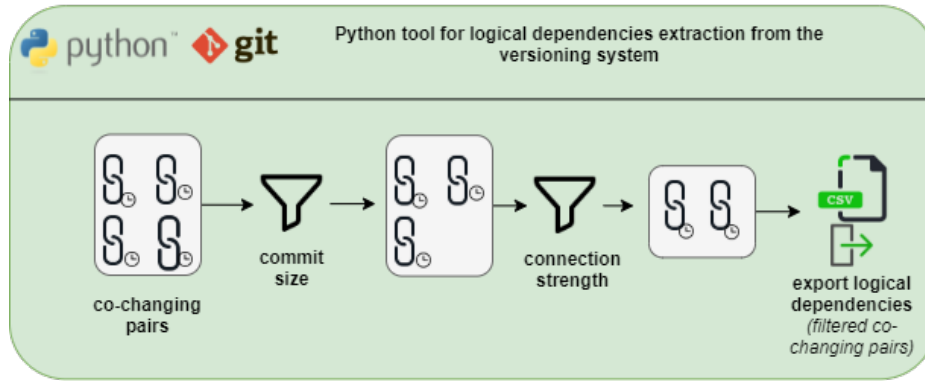 python™
git
Python tool for logical dependencies extraction from the
versioning system
co-changing
pairs
commit
size
connection
strength
CSV
export logical
dependencies
(filtered co-
changing pairs)